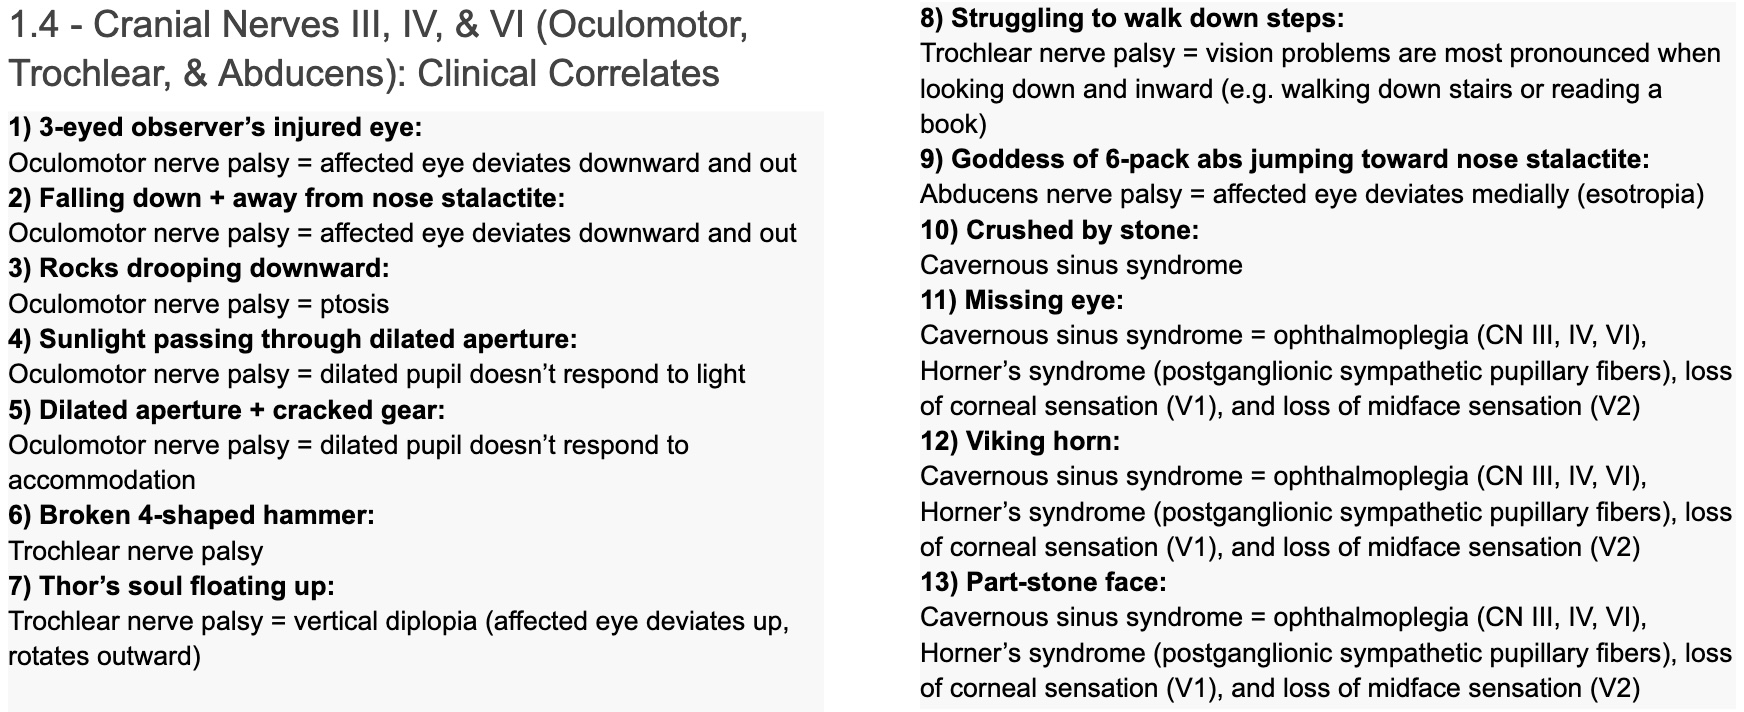 1.4 - Cranial Nerves III, IV, & VI (Oculomotor,
Trochlear, & Abducens): Clinical Correlates
1) 3-eyed observer’s injured eye:
Oculomotor nerve palsy = affected eye deviates downward and out
2) Falling down + away from nose stalactite:
Oculomotor nerve palsy = affected eye deviates downward and out
3) Rocks drooping downward:
Oculomotor nerve palsy = ptosis
4) Sunlight passing through dilated aperture:
Oculomotor nerve palsy = dilated pupil doesn’t respond to light
5) Dilated aperture + cracked gear:
Oculomotor nerve palsy = dilated pupil doesn’t respond to
accommodation
6) Broken 4-shaped hammer:
Trochlear nerve palsy
7) Thor’s soul floating up:
Trochlear nerve palsy = vertical diplopia (affected eye deviates up,
rotates outward)
8) Struggling to walk down steps:
Trochlear nerve palsy = vision problems are most pronounced when
looking down and inward (e.g. walking down stairs or reading a
book)
9) Goddess of 6-pack abs jumping toward nose stalactite:
Abducens nerve palsy = affected eye deviates medially (esotropia)
10) Crushed by stone:
Cavernous sinus syndrome
11) Missing eye:
Cavernous sinus syndrome = ophthalmoplegia (CN III, IV, VI),
Horner’s syndrome (postganglionic sympathetic pupillary fibers), loss
of corneal sensation (V1), and loss of midface sensation (V2)
12) Viking horn:
Cavernous sinus syndrome = ophthalmoplegia (CN III, IV, VI),
Horner’s syndrome (postganglionic sympathetic pupillary fibers), loss
of corneal sensation (V1), and loss of midface sensation (V2)
13) Part-stone face:
Cavernous sinus syndrome = ophthalmoplegia (CN III, IV, VI),
Horner’s syndrome (postganglionic sympathetic pupillary fibers), loss
of corneal sensation (V1), and loss of midface sensation (V2)